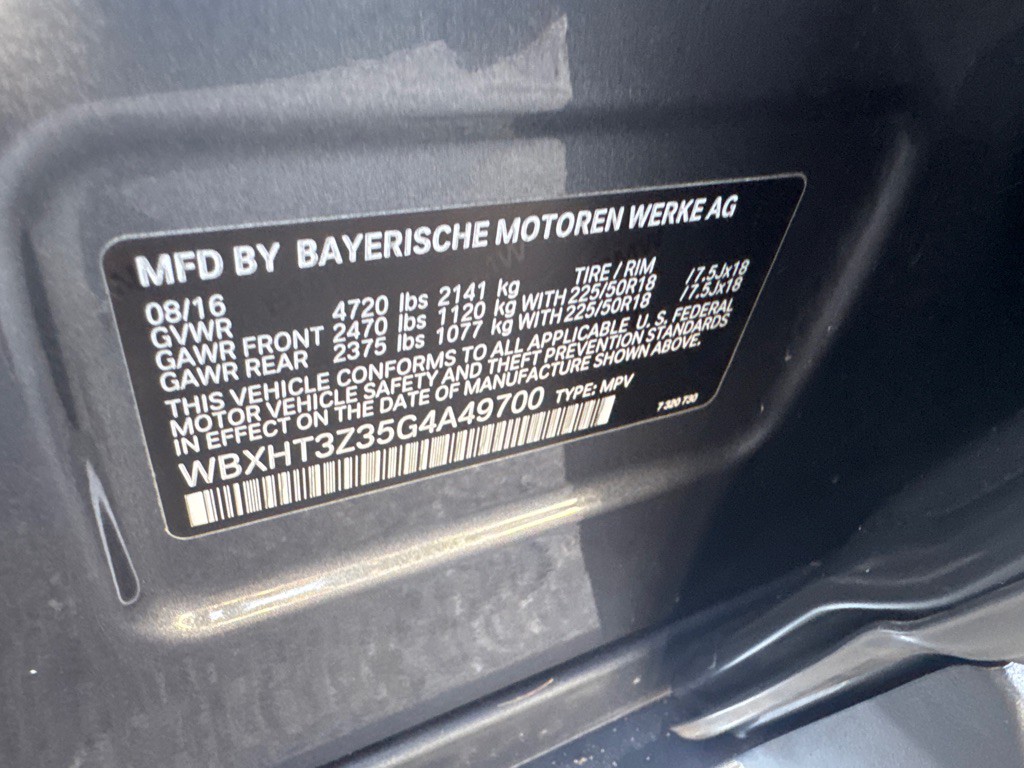 MFD BY BAYERISCHE MOTOREN WERKE AG
08/16 TIRE / RIM
GVWR 4720 lbs 2141 kg
GAWR FRONT 2470 lbs 1120 kg WITH 225/50R18 /7.5Jx18
GAWR REAR 2375 lbs 1077 kg WITH 225/50R18 /7.5Jx18
THIS VEHICLE CONFORMS TO ALL APPLICABLE U. S. FEDERAL
MOTOR VEHICLE SAFETY AND THEFT PREVENTION STANDARDS
IN EFFECT ON THE DATE OF MANUFACTURE SHOWN ABOVE.
WBXHT3Z35G4A49700 TYPE: MPV
7 320 730